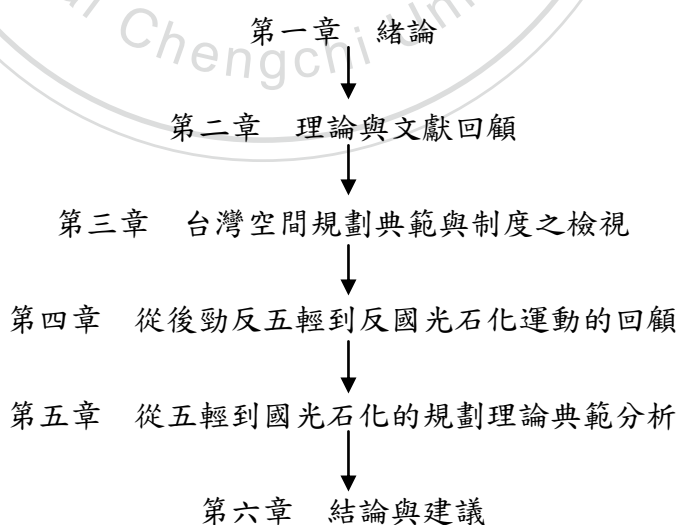 Chengchi Uni
第一章　緒論
第二章　理論與文獻回顧
第三章　台灣空間規劃典範與制度之檢視
第四章　從後勁反五輕到反國光石化運動的回顧
第五章　從五輕到國光石化的規劃理論典範分析
第六章　結論與建議